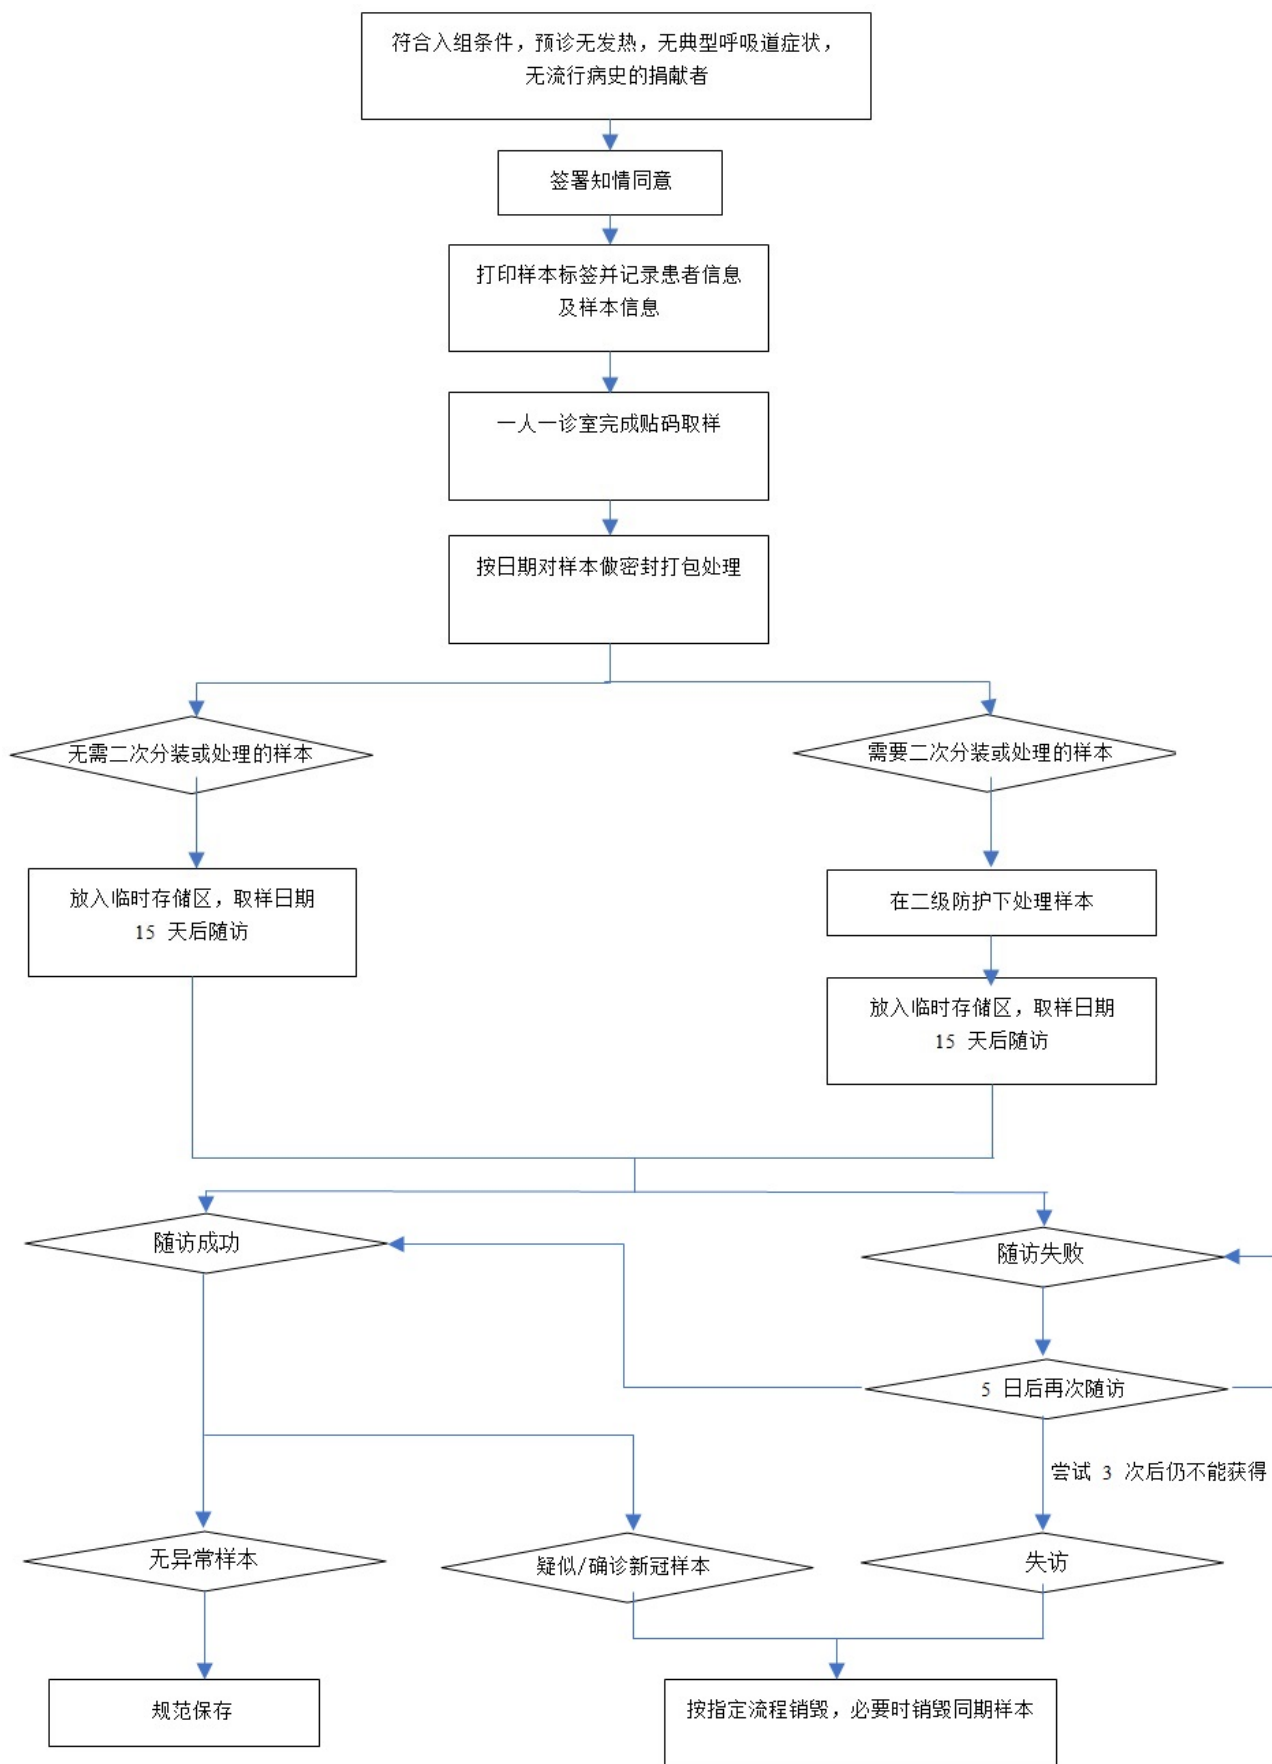 符合入组条件，预诊无发热，无典型呼吸道症状，
无流行病史的捐献者
签署知情同意
打印样本标签并记录患者信息
及样本信息
一人一诊室完成贴码取样
按日期对样本做密封打包处理
无需二次分装或处理的样本
需要二次分装或处理的样本
放入临时存储区，取样日期
15 天后随访
在二级防护下处理样本
放入临时存储区，取样日期
15 天后随访
随访成功
随访失败
5 日后再次随访
尝试 3 次后仍不能获得
无异常样本
疑似/确诊新冠样本
失访
规范保存
按指定流程销毁，必要时销毁同期样本